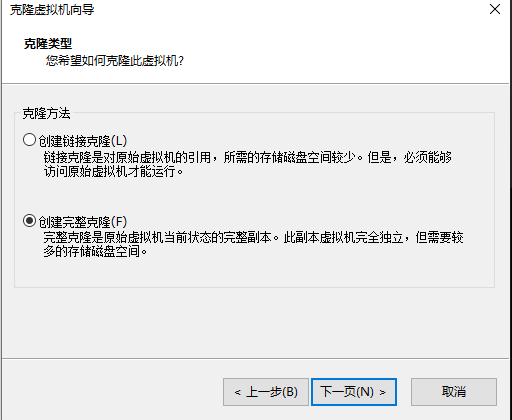 克隆虚拟机向导
克隆类型
您希望如何克隆此虚拟机?
克隆方法
创建链接克隆(L)
链接克隆是对原始虚拟机的引用，所需的存储磁盘空间较少。但是，必须能够
访问原始虚拟机才能运行。
创建完整克隆(F)
完整克隆是原始虚拟机当前状态的完整副本。此副本虚拟机完全独立，但需要较
多的存储磁盘空间。
< 上一步(B) 下一页(N) > 取消